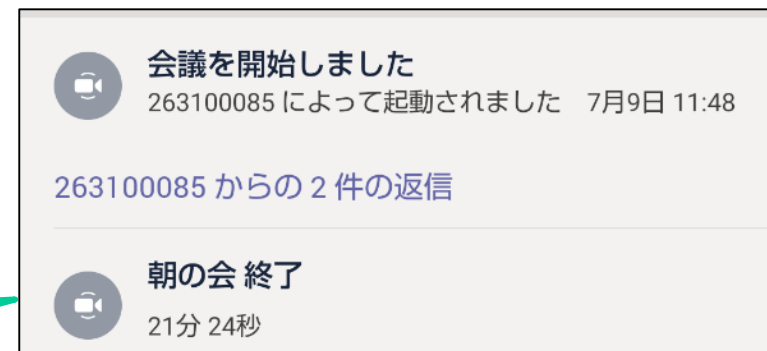 会議を開始しました
263100085 によって起動されました 7月9日 11:48
263100085 からの 2 件の返信
朝の会 終了
21分 24秒